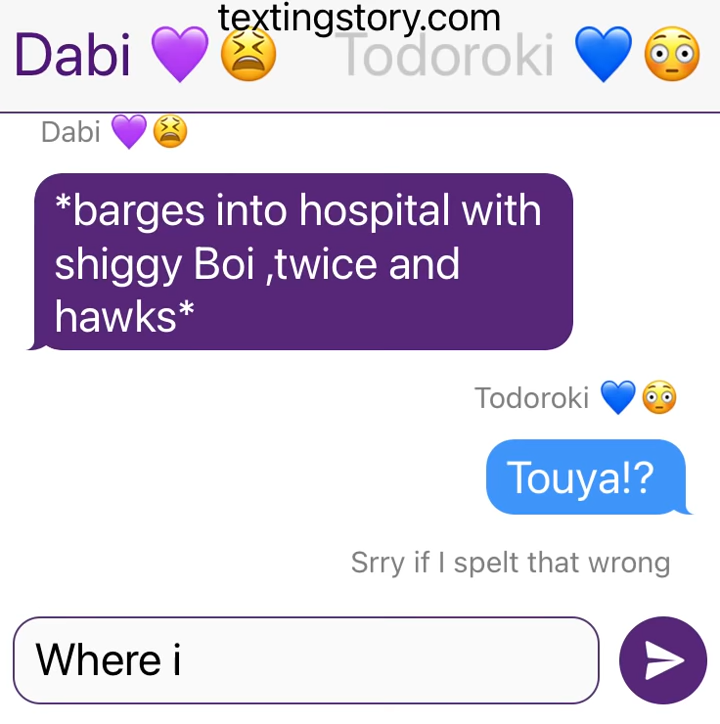 textingstory.com
Dabi 💜😫 Todoroki 💙😳
Dabi 💜😫
*barges into hospital with
shiggy Boi ,twice and
hawks*
Todoroki 💙😳
Touya!?
Srry if I spelt that wrong
Where i